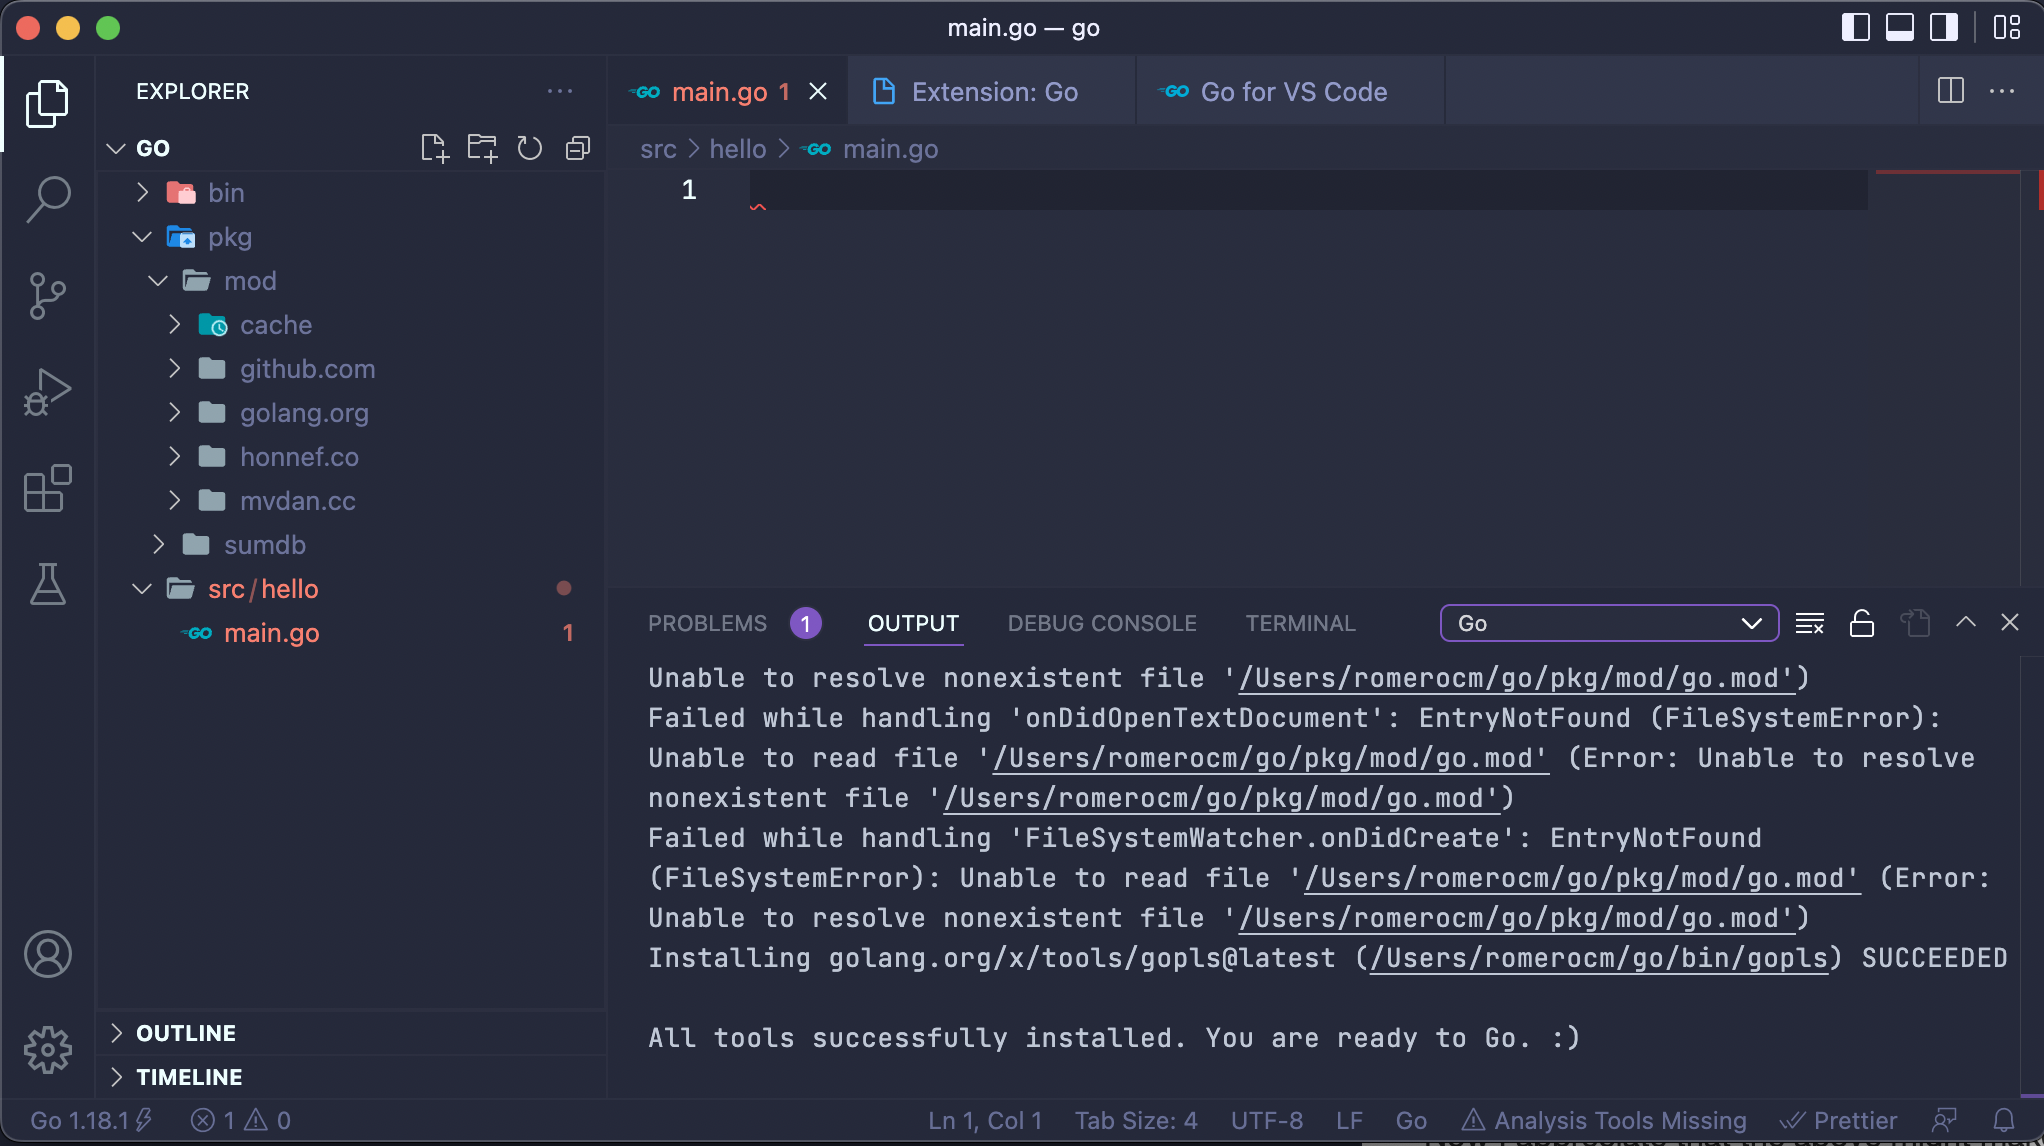 main.go — go
EXPLORER
GO
bin
pkg
mod
cache
github.com
golang.org
honnef.co
mvdan.cc
sumdb
src/hello
main.go 1
OUTLINE
TIMELINE
GO main.go 1
Extension: Go
GO Go for VS Code
src > hello > GO main.go
1
PROBLEMS 1 OUTPUT DEBUG CONSOLE TERMINAL Go
Unable to resolve nonexistent file '/Users/romerocm/go/pkg/mod/go.mod')
Failed while handling 'onDidOpenTextDocument': EntryNotFound (FileSystemError):
Unable to read file '/Users/romerocm/go/pkg/mod/go.mod' (Error: Unable to resolve
nonexistent file '/Users/romerocm/go/pkg/mod/go.mod')
Failed while handling 'FileSystemWatcher.onDidCreate': EntryNotFound
(FileSystemError): Unable to read file '/Users/romerocm/go/pkg/mod/go.mod' (Error:
Unable to resolve nonexistent file '/Users/romerocm/go/pkg/mod/go.mod')
Installing golang.org/x/tools/gopls@latest (/Users/romerocm/go/bin/gopls) SUCCEEDED
All tools successfully installed. You are ready to Go. :)
Go 1.18.1 1 0 Ln 1, Col 1 Tab Size: 4 UTF-8 LF Go Analysis Tools Missing Prettier